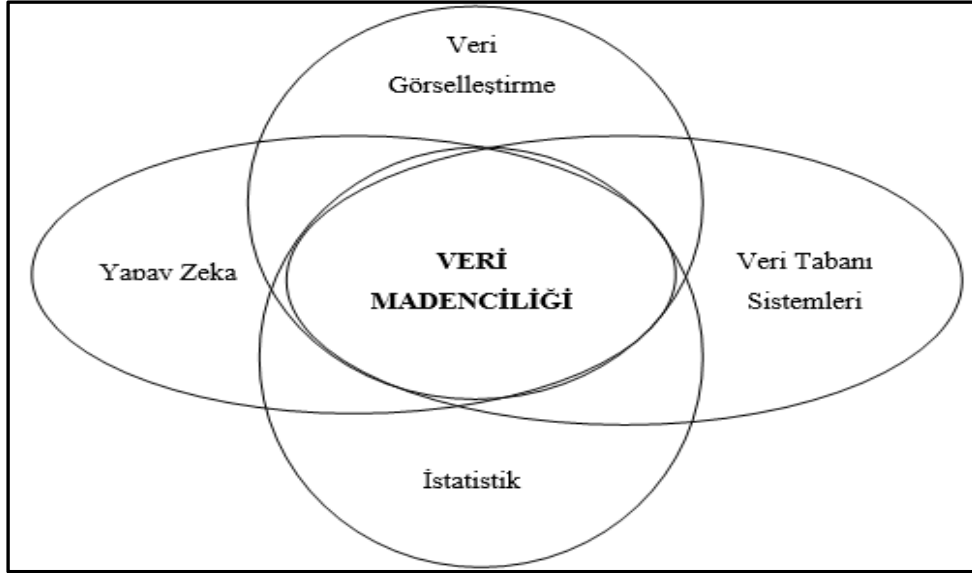 Veri
Görselleştirme
Yapay Zeka
VERİ
MADENCİLİĞİ
Veri Tabanı
Sistemleri
İstatistik